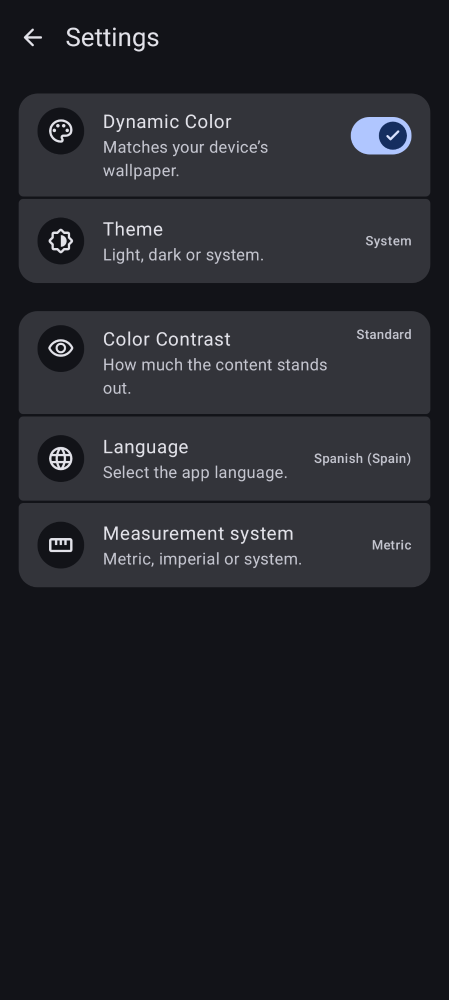 Settings
Dynamic Color
Matches your device's
wallpaper.
Theme
Light, dark or system.
System
Color Contrast
How much the content stands
out.
Standard
Language
Select the app language.
Spanish (Spain)
Measurement system
Metric, imperial or system.
Metric